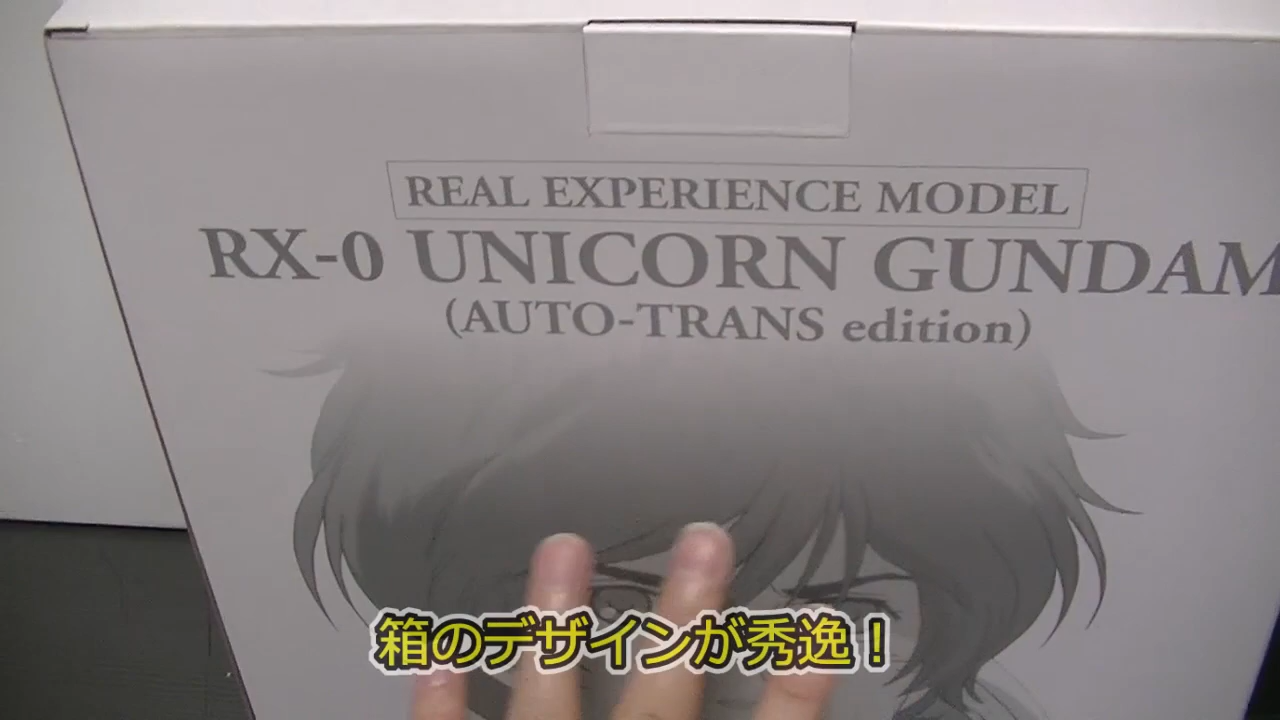 REAL EXPERIENCE MODEL
RX-0 UNICORN GUNDAM
(AUTO-TRANS edition)
箱のデザインが秀逸！